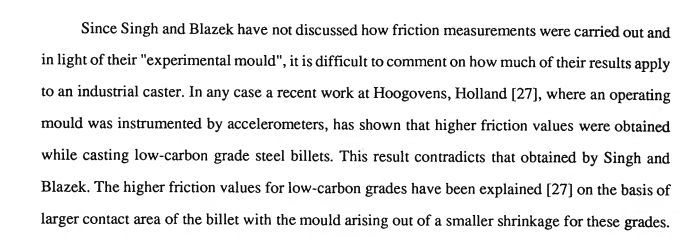 Since Singh and Blazek have not discussed how friction measurements were carried out and
in light of their "experimental mould", it is difficult to comment on how much of their results apply
to an industrial caster. In any case a recent work at Hoogovens, Holland [27], where an operating
mould was instrumented by accelerometers, has shown that higher friction values were obtained
while casting low-carbon grade steel billets. This result contradicts that obtained by Singh and
Blazek. The higher friction values for low-carbon grades have been explained [27] on the basis of
larger contact area of the billet with the mould arising out of a smaller shrinkage for these grades.